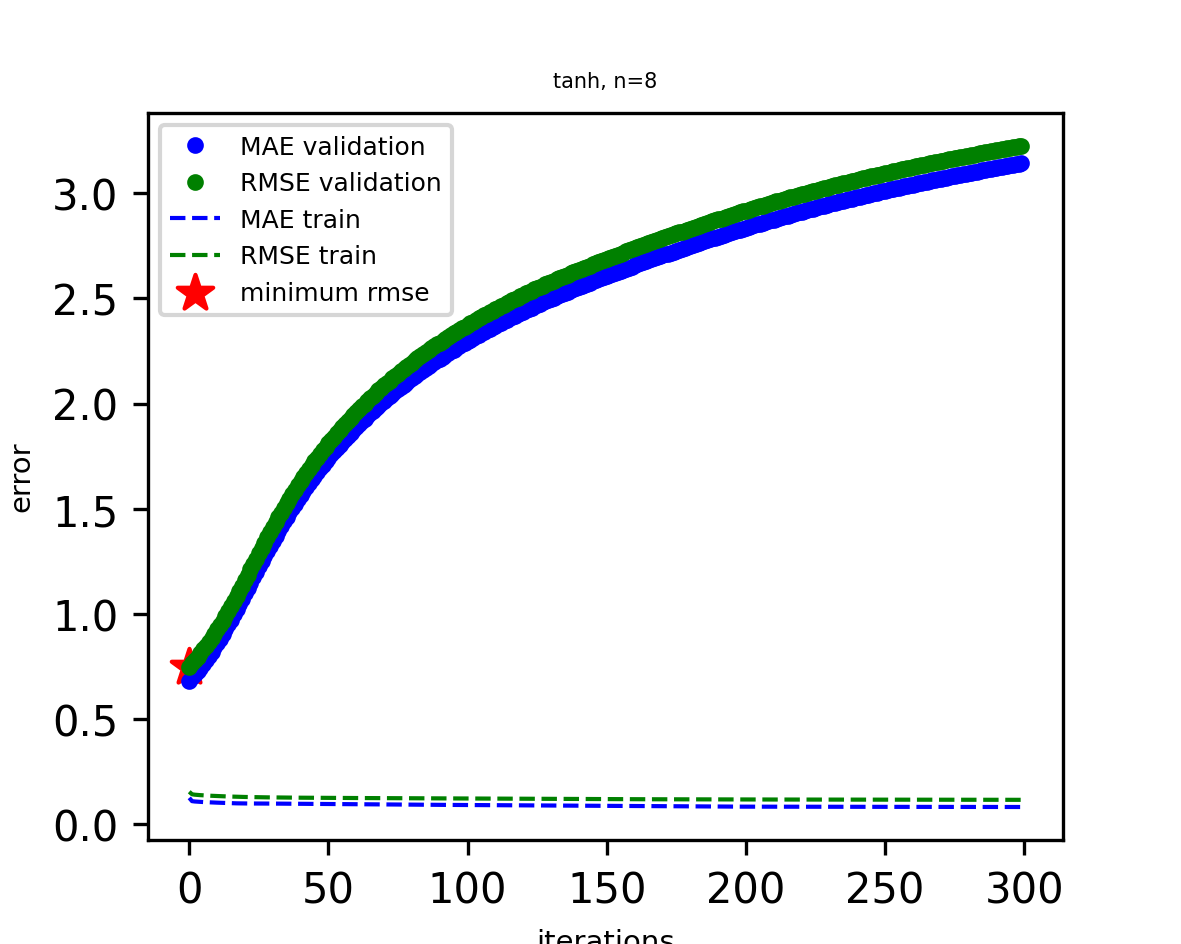 tanh, n=8
MAE validation
RMSE validation
MAE train
RMSE train
minimum rmse
error
3.0
2.5
2.0
1.5
1.0
0.5
0.0
0 50 100 150 200 250 300
iterations